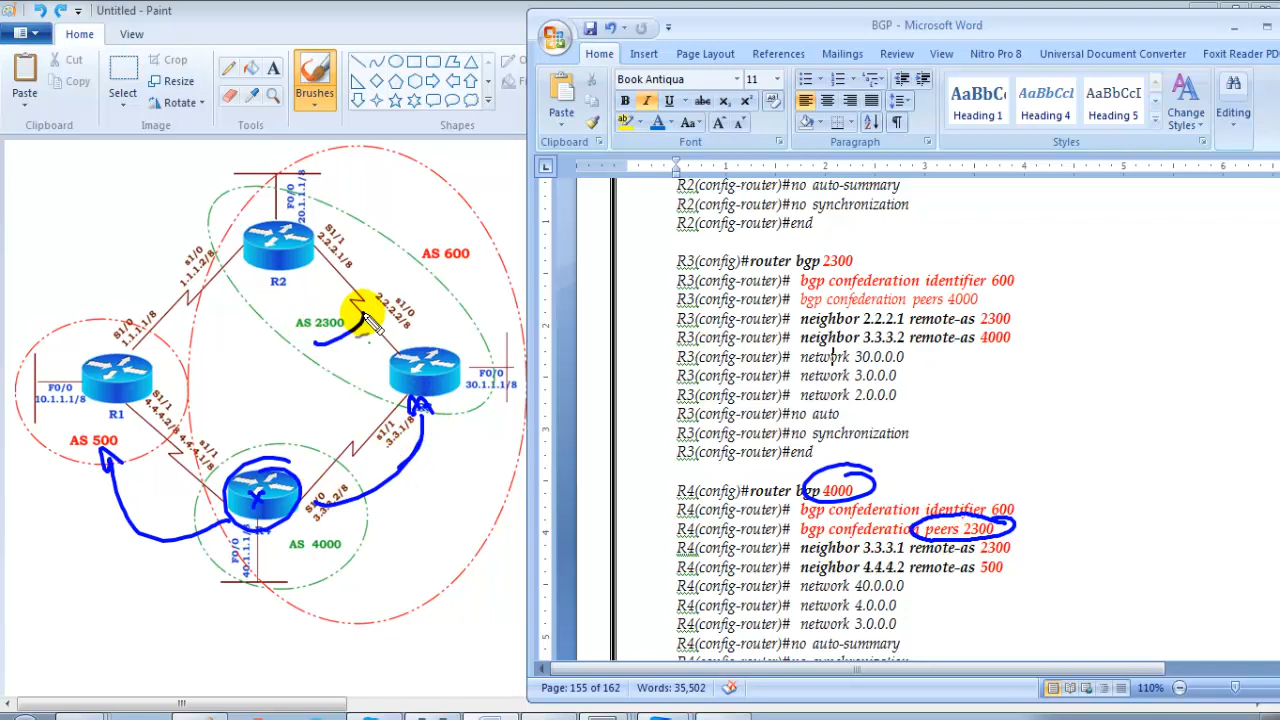 Untitled - Paint
Home
View
Paste
Cut
Copy
Clipboard
Select
Crop
Resize
Rotate
Image
Tools
Brushes
Shapes
F0/0
20.1.1.1/8
R2
S1/1
2.2.2.1/8
s1/0
1.1.1.2/8
AS 600
s1/0
2.2.2.2/8
AS 2300
S1/0
1.1.1.1/8
F0/0
10.1.1.1/8
R1
F0/0
30.1.1.1/8
AS 500
S1/1
4.4.4.2/8
s1/1
4.4.4.1/8
s1/1
.3.3.1/8
S1/0
3.3.3.2/8
F0/0
40.1.1.1/8
AS 4000
BGP - Microsoft Word
Home Insert Page Layout References Mailings Review View Nitro Pro 8 Universal Document Converter Foxit Reader PD
Paste
Book Antiqua 11
B I U abc x₂ x² Aa
AaBbCc AaBbCc AaBbCcI
Heading 1 Heading 4 Heading 5
Change
Styles
Editing
Clipboard Font Paragraph Styles
1 2 3 4 5 6
R2(config-router)#no auto-summary
R2(config-router)#no synchronization
R2(config-router)#end
R3(config)#router bgp 2300
R3(config-router)# bgp confederation identifier 600
R3(config-router)# bgp confederation peers 4000
R3(config-router)# neighbor 2.2.2.1 remote-as 2300
R3(config-router)# neighbor 3.3.3.2 remote-as 4000
R3(config-router)# network 30.0.0.0
R3(config-router)# network 3.0.0.0
R3(config-router)# network 2.0.0.0
R3(config-router)#no auto
R3(config-router)#no synchronization
R3(config-router)#end
R4(config)#router bgp 4000
R4(config-router)# bgp confederation identifier 600
R4(config-router)# bgp confederation peers 2300
R4(config-router)# neighbor 3.3.3.1 remote-as 2300
R4(config-router)# neighbor 4.4.4.2 remote-as 500
R4(config-router)# network 40.0.0.0
R4(config-router)# network 4.0.0.0
R4(config-router)# network 3.0.0.0
R4(config-router)#no auto-summary
Page: 155 of 162 Words: 35,502 110%